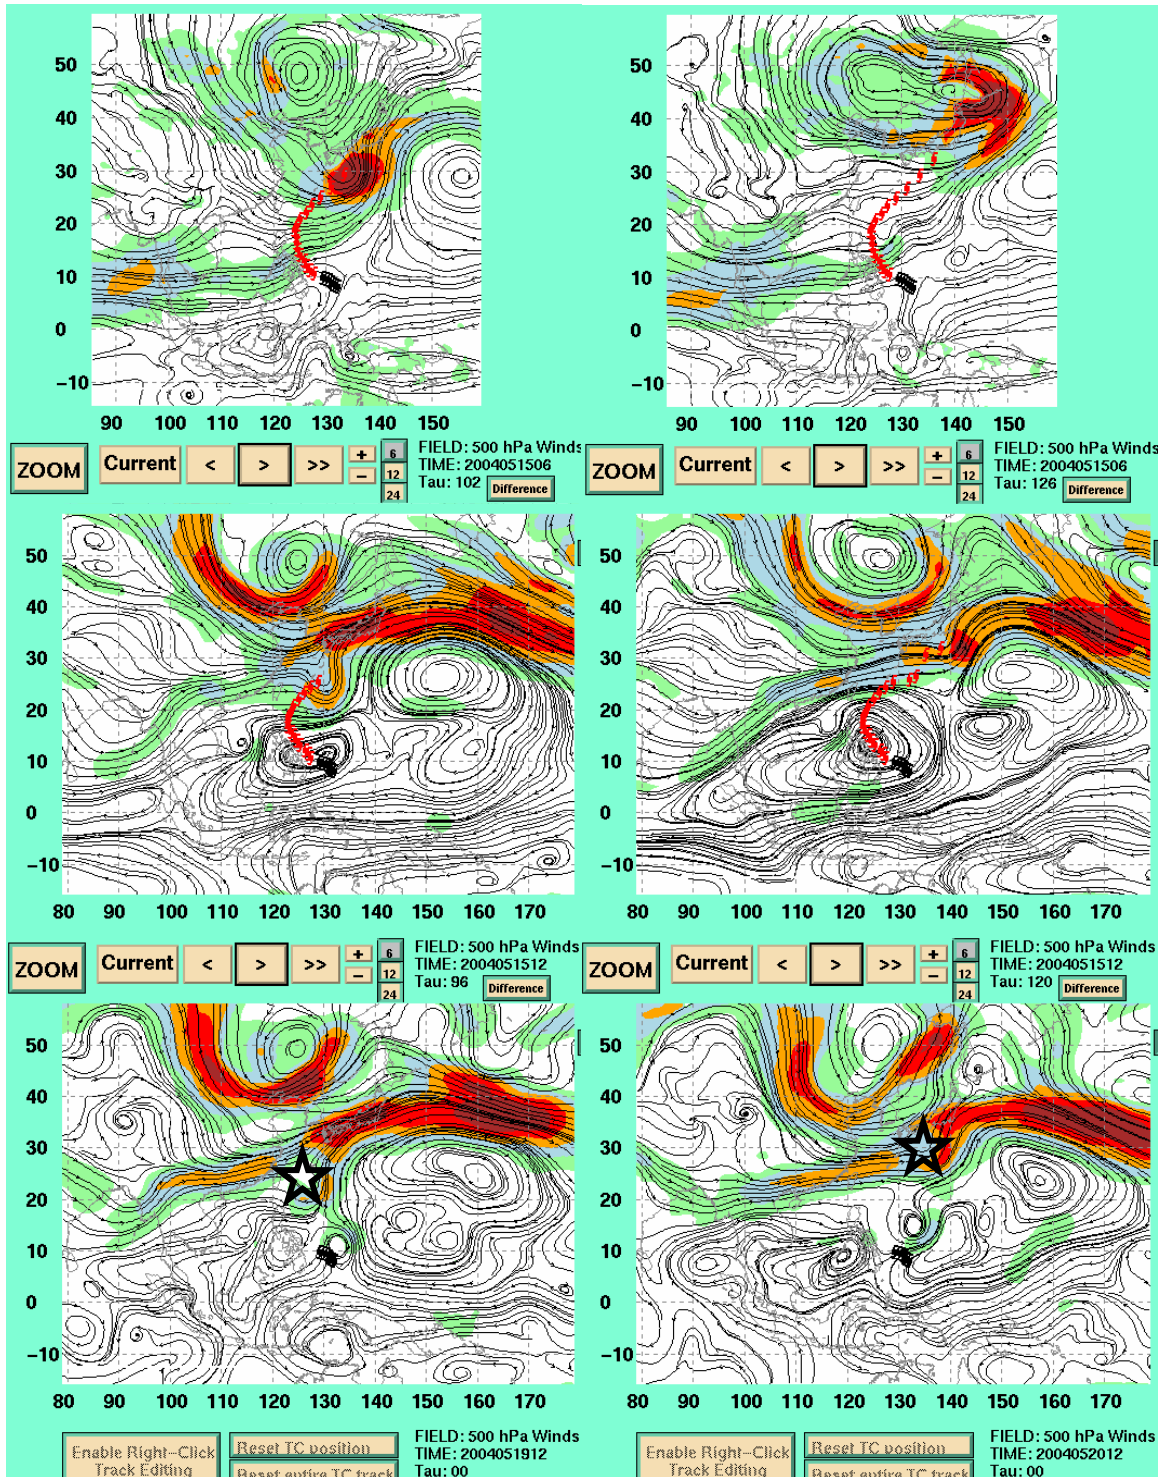 50
40
30
20
10
0
-10
90 100 110 120 130 140 150
50
40
30
20
10
0
-10
90 100 110 120 130 140 150
ZOOM
Current
<
>
>>
+
-
6
12
24
FIELD: 500 hPa Winds
TIME: 2004051506
Tau: 102
Difference
ZOOM
Current
<
>
>>
+
-
6
12
24
FIELD: 500 hPa Winds
TIME: 2004051506
Tau: 126
Difference
50
40
30
20
10
0
-10
80 90 100 110 120 130 140 150 160 170
50
40
30
20
10
0
-10
80 90 100 110 120 130 140 150 160 170
ZOOM
Current
<
>
>>
+
-
6
12
24
FIELD: 500 hPa Winds
TIME: 2004051512
Tau: 96
Difference
ZOOM
Current
<
>
>>
+
-
6
12
24
FIELD: 500 hPa Winds
TIME: 2004051512
Tau: 120
Difference
50
40
30
20
10
0
-10
80 90 100 110 120 130 140 150 160 170
50
40
30
20
10
0
-10
80 90 100 110 120 130 140 150 160 170
Enable Right-Click
Track Editing
Reset TC position
Reset entire TC track
FIELD: 500 hPa Winds
TIME: 2004051912
Tau: 00
Enable Right-Click
Track Editing
Reset TC position
Reset entire TC track
FIELD: 500 hPa Winds
TIME: 2004052012
Tau: 00